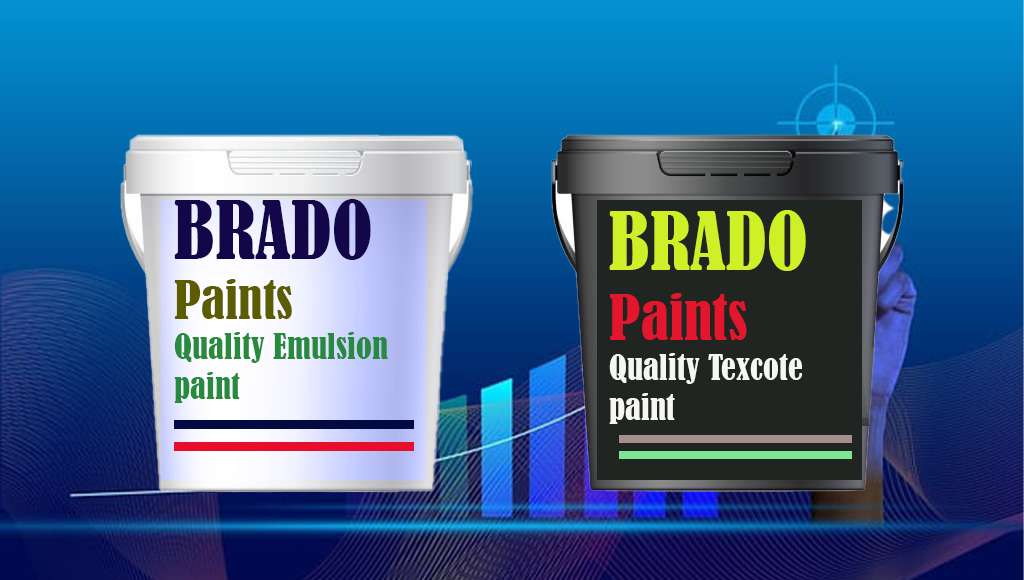 BRADO
Paints
Quality Emulsion
paint
BRADO
Paints
Quality Texcote
paint